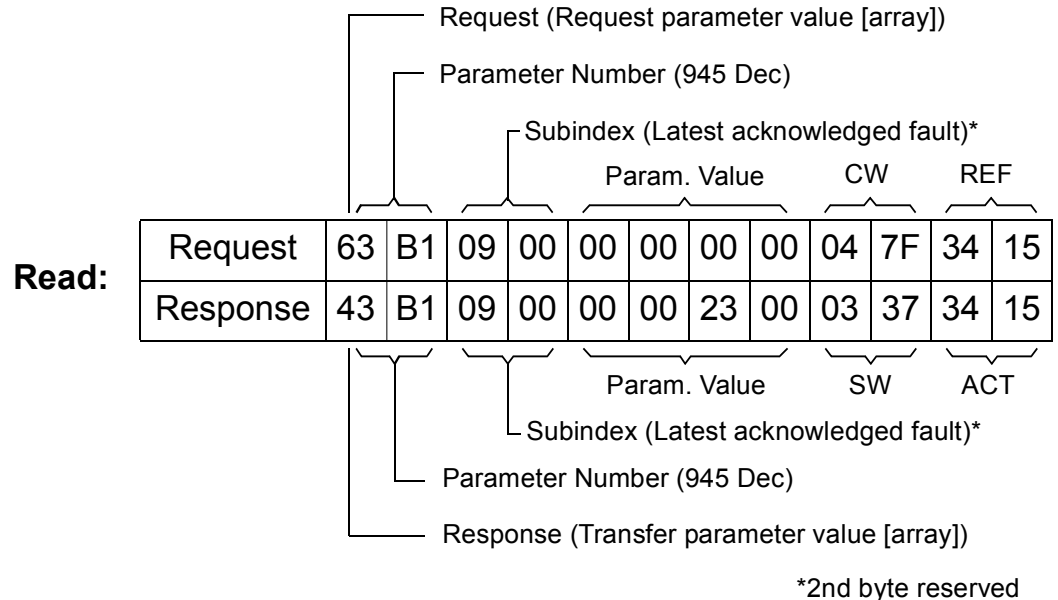 Request (Request parameter value [array])
Parameter Number (945 Dec)
Subindex (Latest acknowledged fault)*
Param. Value CW REF
Read:
Request 63 B1 09 00 00 00 00 00 04 7F 34 15
Response 43 B1 09 00 00 00 23 00 03 37 34 15
Param. Value SW ACT
Subindex (Latest acknowledged fault)*
Parameter Number (945 Dec)
Response (Transfer parameter value [array])
*2nd byte reserved